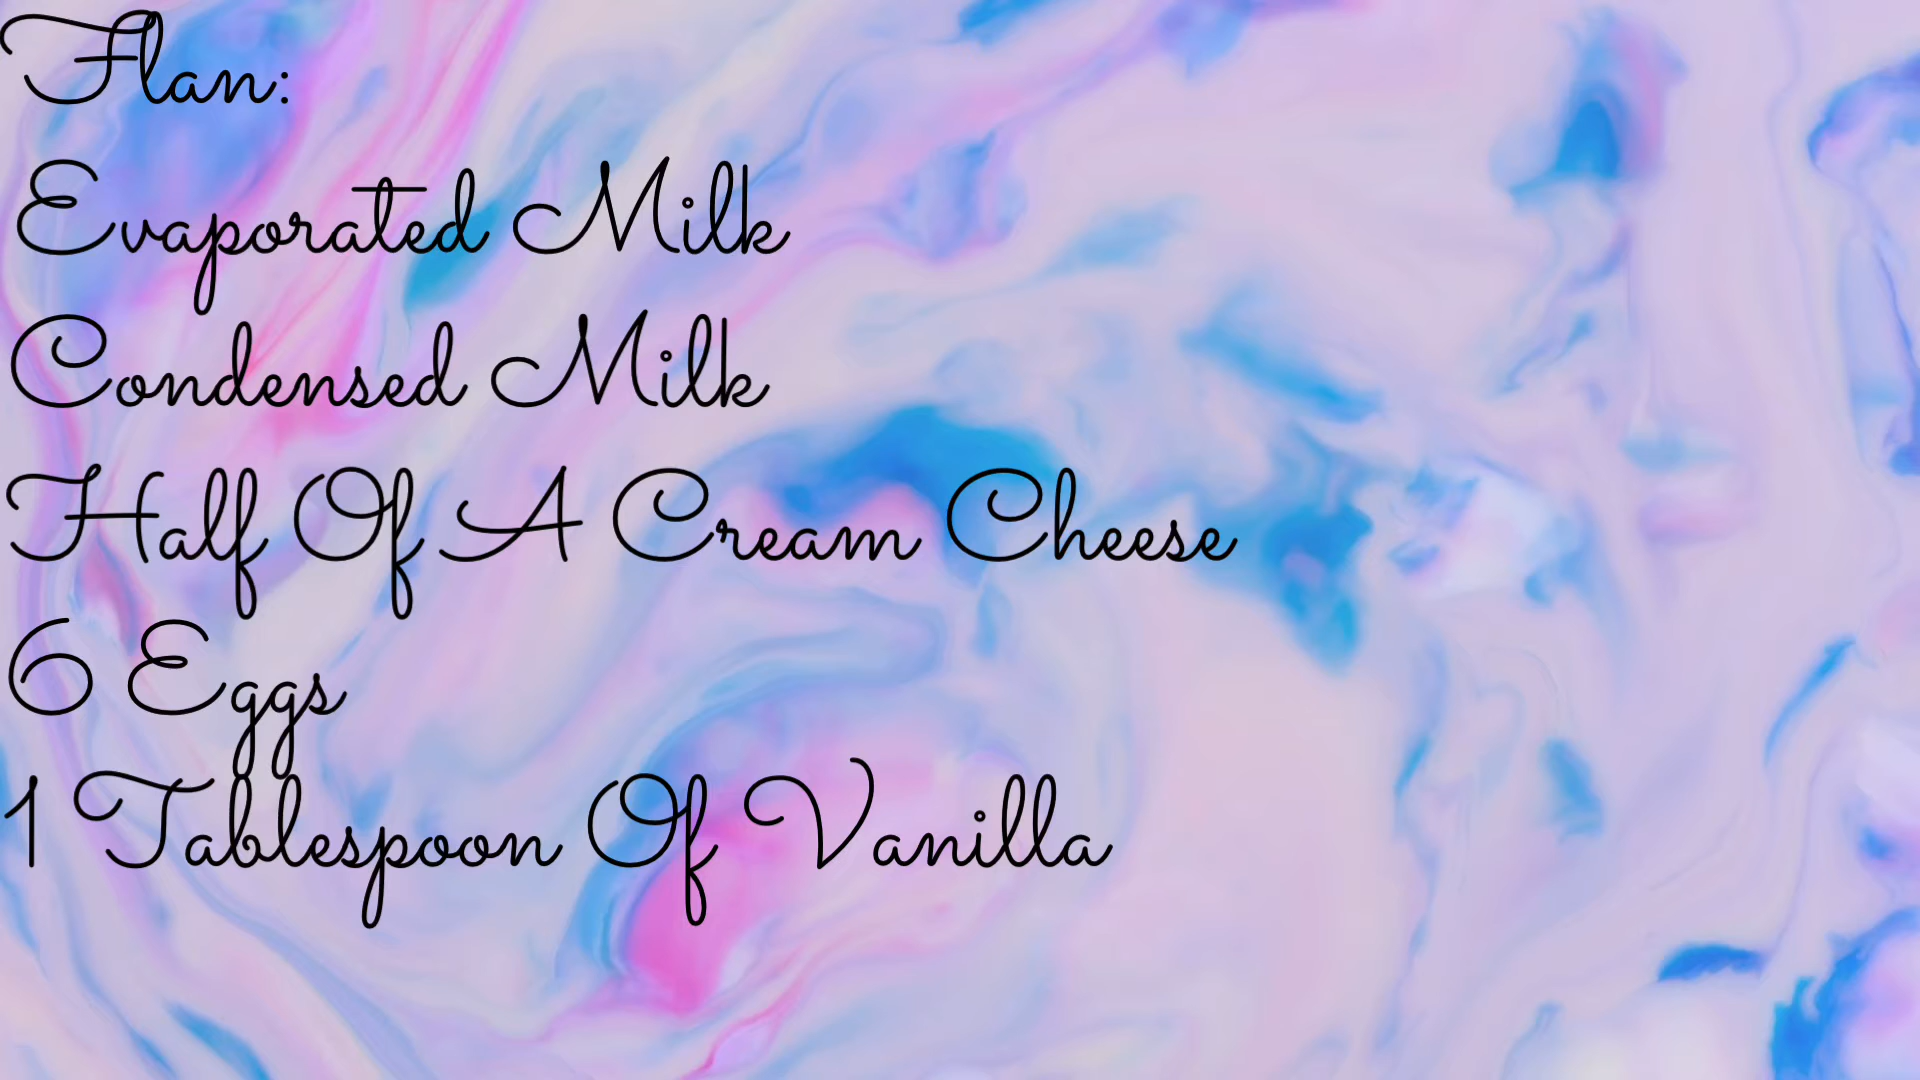 Flan:
Evaporated Milk
Condensed Milk
Half Of A Cream Cheese
6 Eggs
1 Tablespoon Of Vanilla